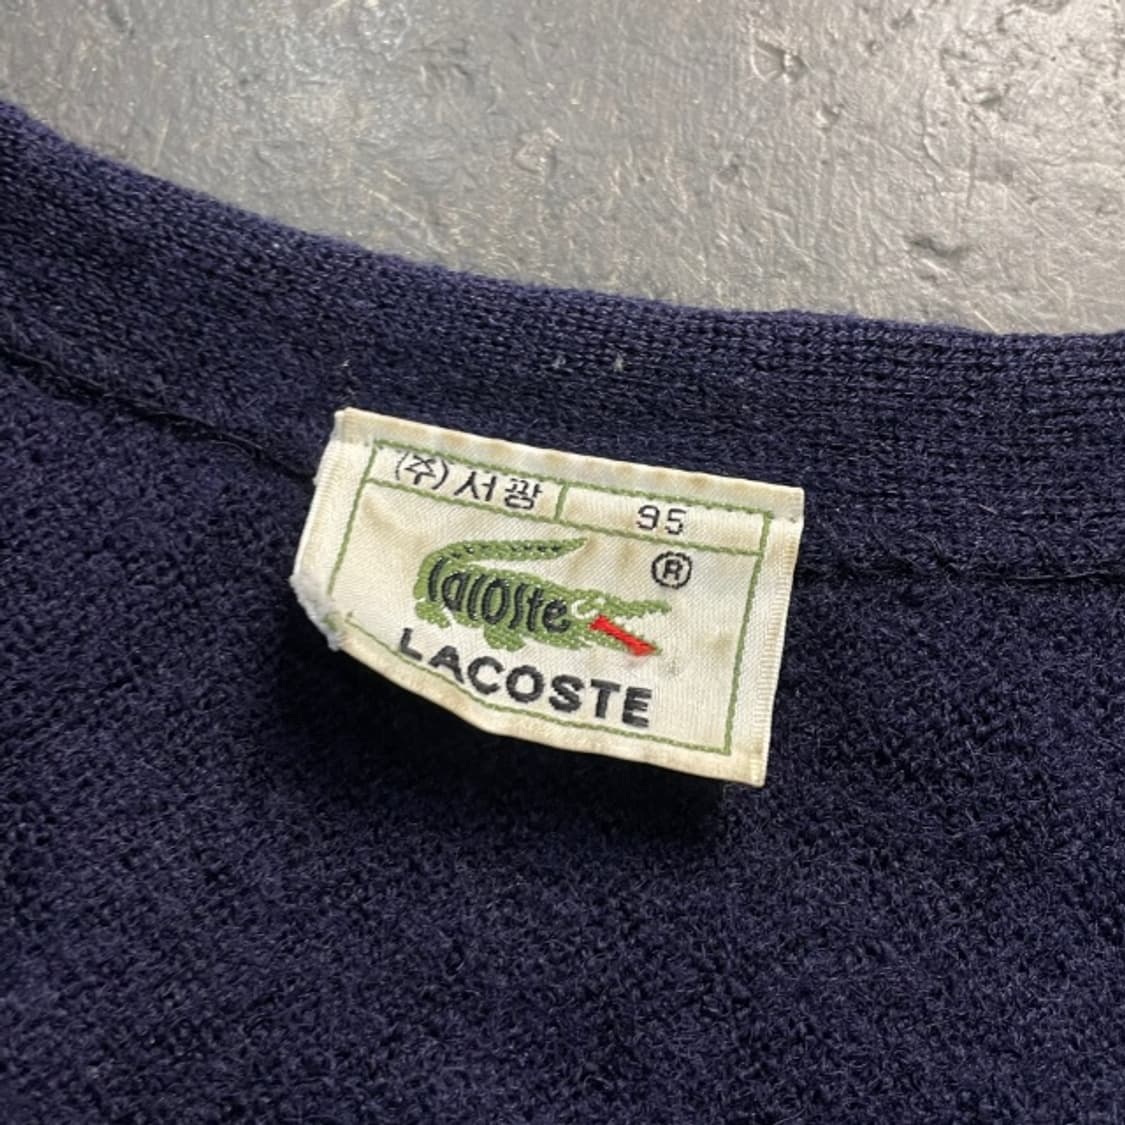 (주) 서광 95
®
lacoste
LACOSTE